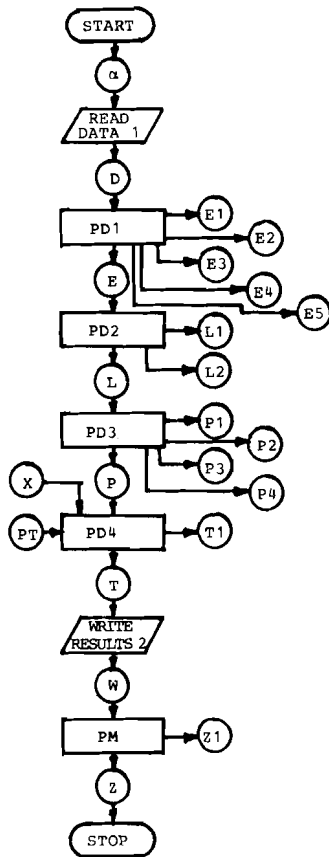 START
α
READ
DATA 1
D
PD1
E1
E2
E3
E4
E5
E
PD2
L1
L2
L
PD3
P1
P2
P3
P4
P
X
PT
PD4
T1
T
WRITE
RESULTS 2
W
PM
Z1
Z
STOP